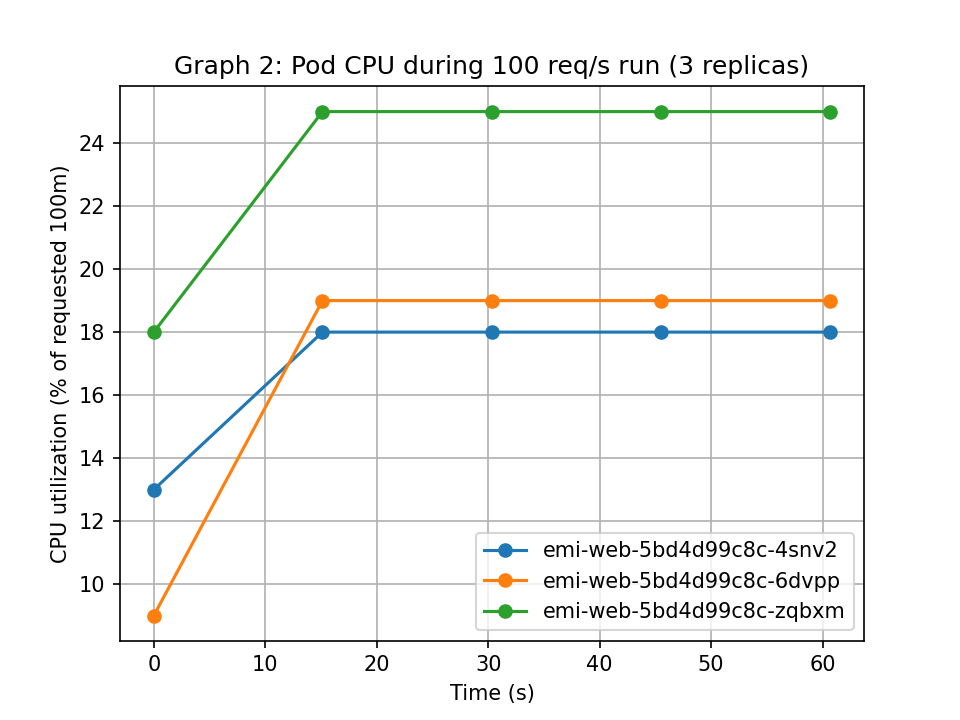 Graph 2: Pod CPU during 100 req/s run (3 replicas)
CPU utilization (% of requested 100m)
24
22
20
18
16
14
12
10
emi-web-5bd4d99c8c-4snv2
emi-web-5bd4d99c8c-6dvpp
emi-web-5bd4d99c8c-zqbxm
0 10 20 30 40 50 60
Time (s)